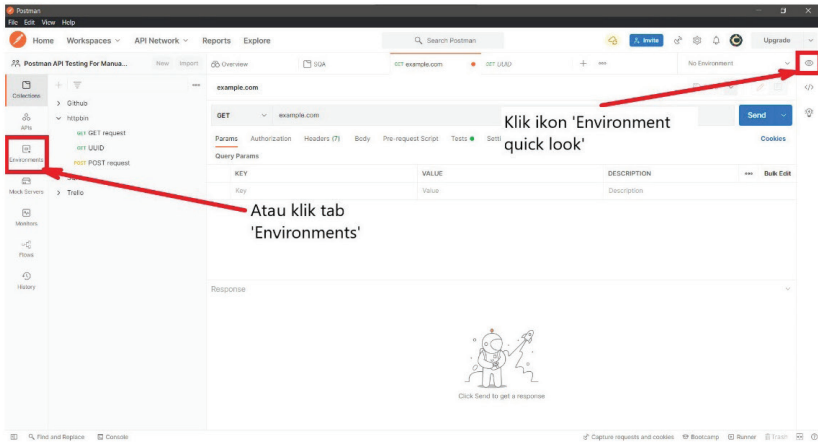 Postman
File Edit View Help
Home Workspaces API Network Reports Explore Search Postman Invite Upgrade
Postman API Testing For Manua... New Import Overview SQA GET example.com GET UUID No Environment
Collections
example.com
Github
APIs
httpbin
GET example.com Send
GET GET request
Klik ikon 'Environment
quick look'
GET UUID
Params Authorization Headers (7) Body Pre-request Script Tests Cookies
Environments
POST POST request
Query Params
KEY VALUE DESCRIPTION Bulk Edit
Mock Servers
Trello
Key Value Description
Atau klik tab
'Environments'
Monitors
Flows
History
Response
Click Send to get a response
Find and Replace Console Capture requests and cookies Bootcamp Runner Trash